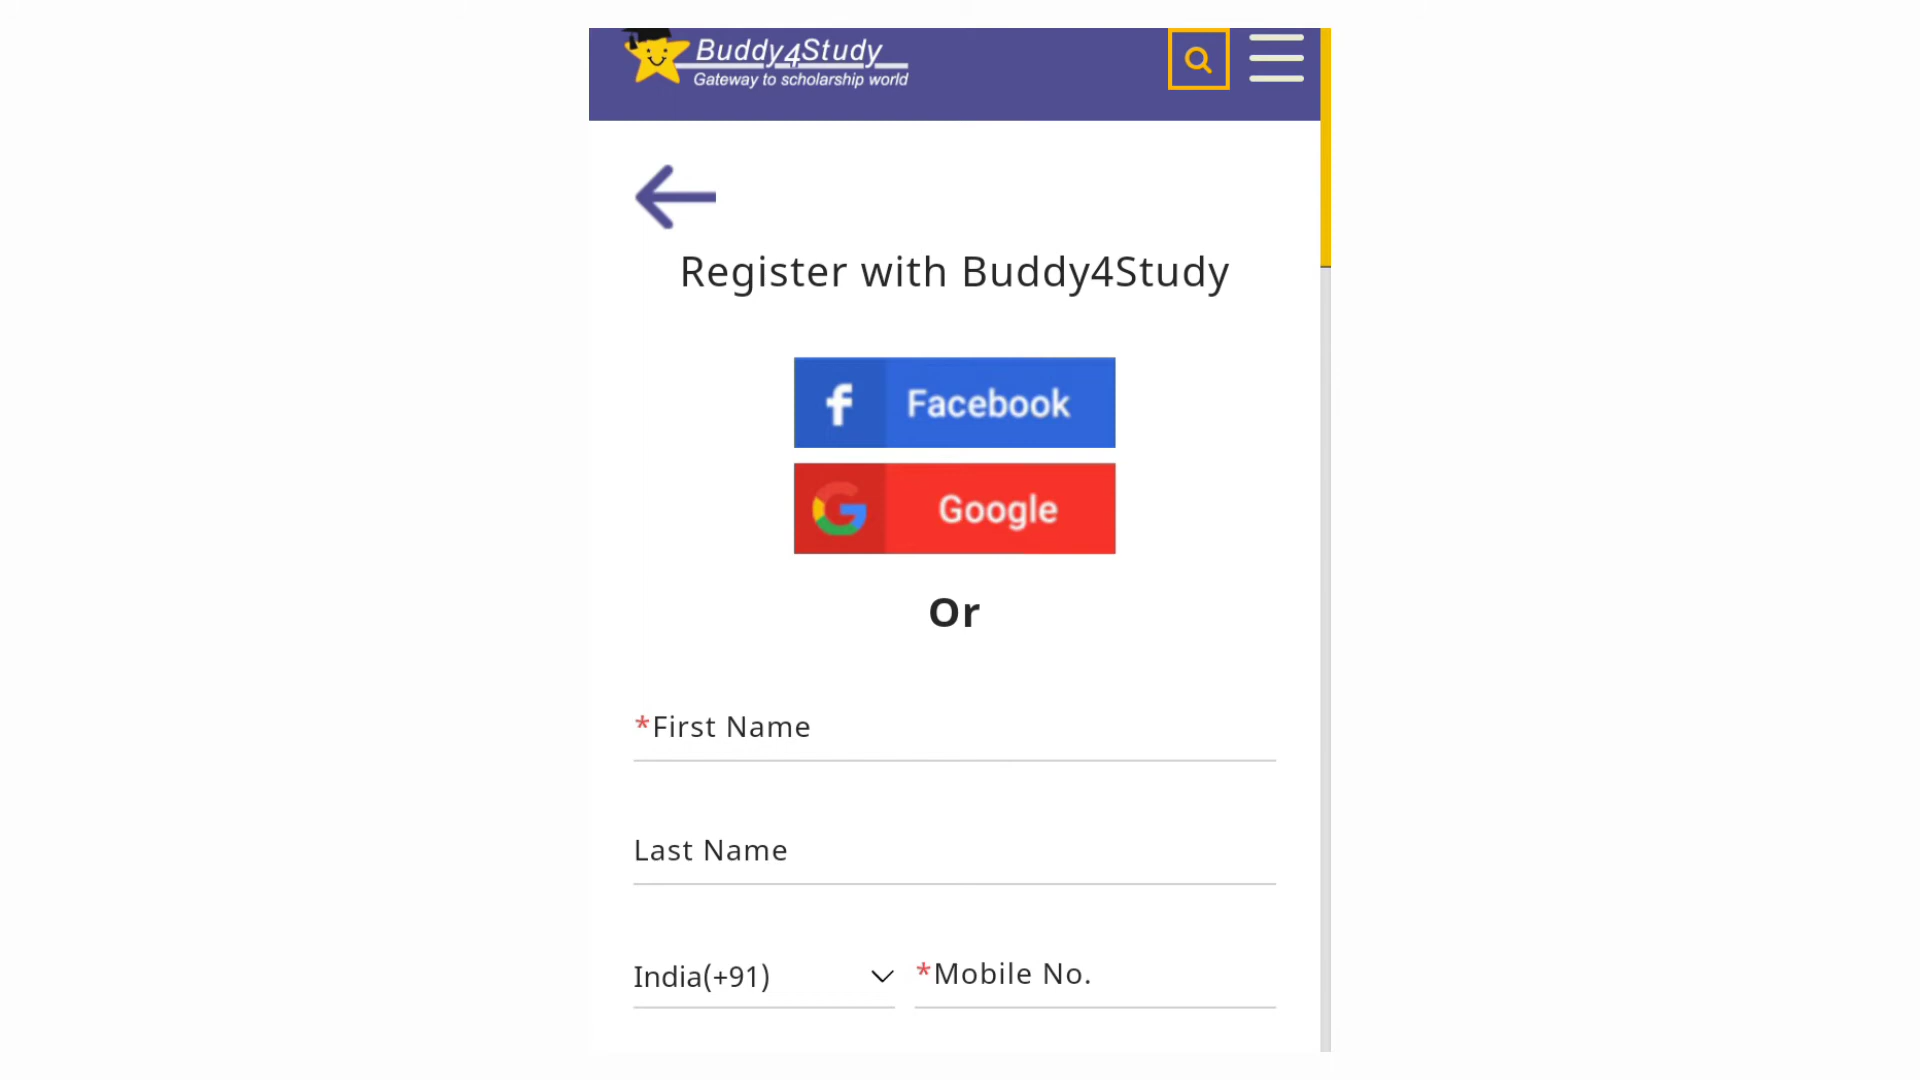 Buddy4Study
Gateway to scholarship world
Register with Buddy4Study
f Facebook
G Google
Or
*First Name
Last Name
India(+91) *Mobile No.